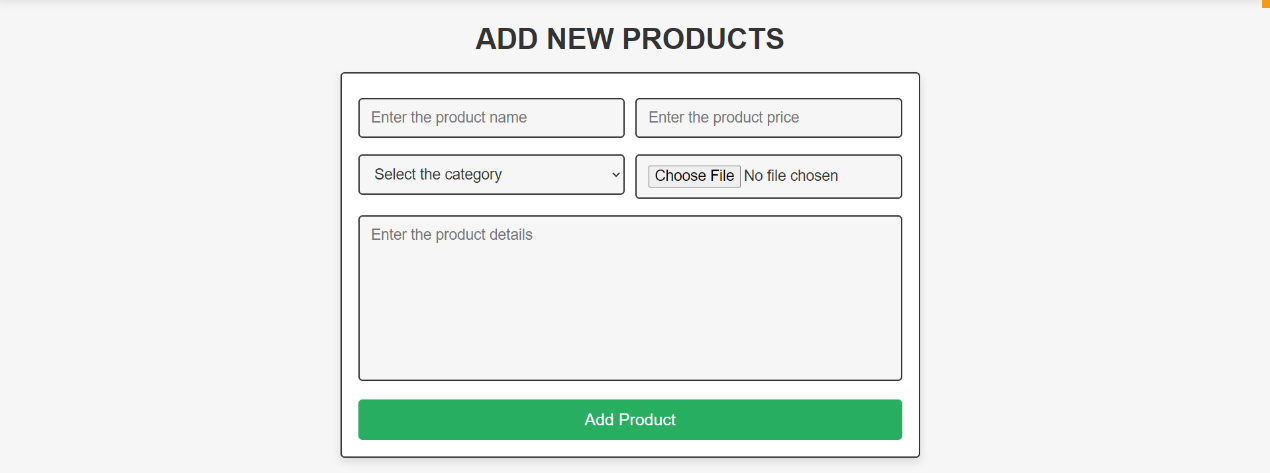 ADD NEW PRODUCTS
Enter the product name
Enter the product price
Select the category
Choose File No file chosen
Enter the product details
Add Product